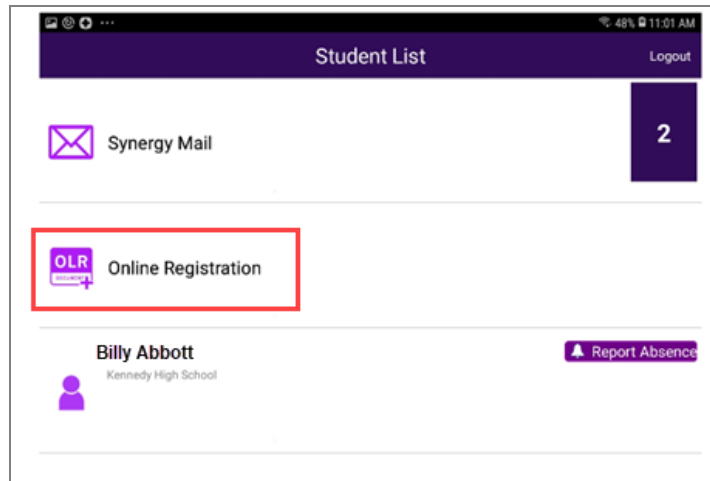 48% 11:01 AM
Student List
Logout
Synergy Mail
2
OLR
Online Registration
Billy Abbott
Report Absence
Kennedy High School